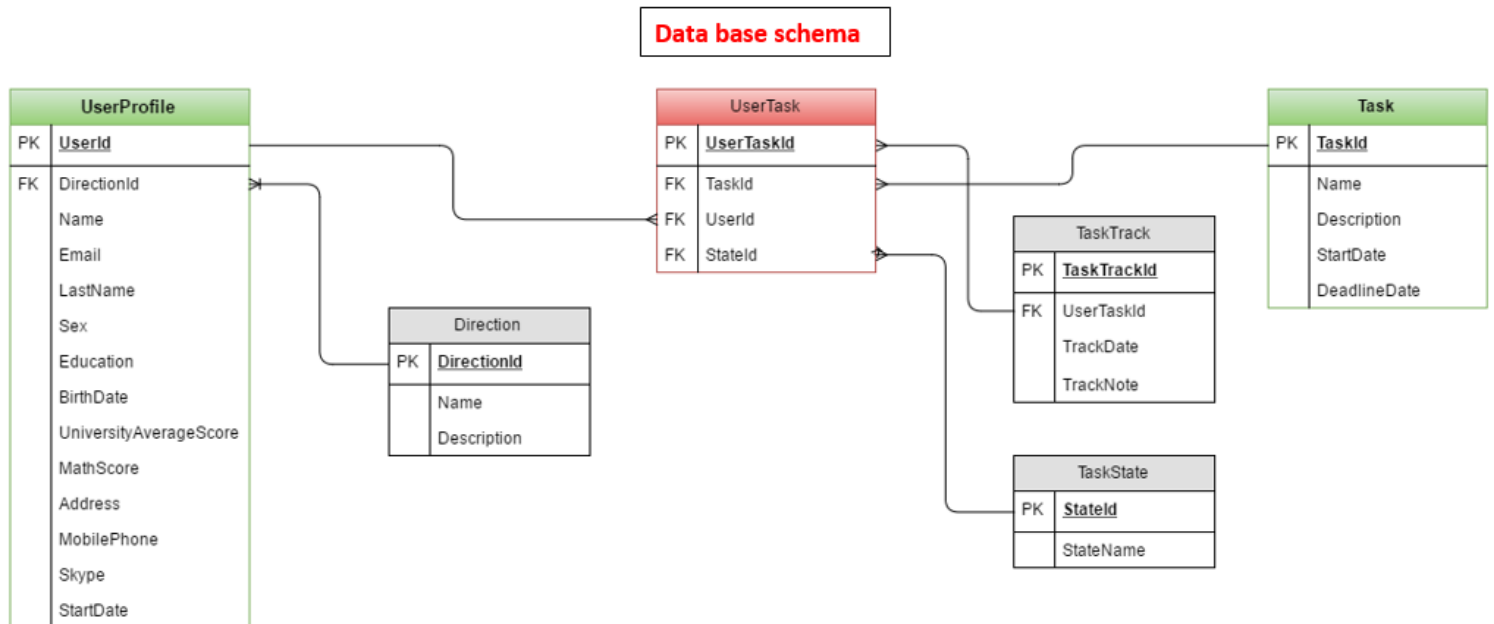 Data base schema
UserProfile
PK UserId
FK DirectionId
Name
Email
LastName
Sex
Education
BirthDate
UniversityAverageScore
MathScore
Address
MobilePhone
Skype
StartDate
Direction
PK DirectionId
Name
Description
UserTask
PK UserTaskId
FK TaskId
FK UserId
FK StateId
TaskTrack
PK TaskTrackId
FK UserTaskId
TrackDate
TrackNote
TaskState
PK StateId
StateName
Task
PK TaskId
Name
Description
StartDate
DeadlineDate